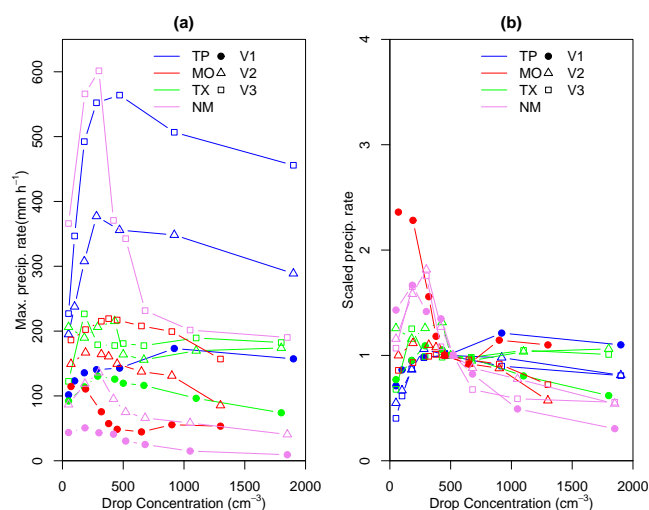 (a)
Max. precip. rate(mm h⁻¹)
600
500
400
300
200
100
0
TP V1
MO V2
TX V3
NM
0 500 1000 1500 2000
Drop Concentration (cm⁻³)
(b)
Scaled precip. rate
4
3
2
1
0
TP V1
MO V2
TX V3
NM
0 500 1000 1500 2000
Drop Concentration (cm⁻³)